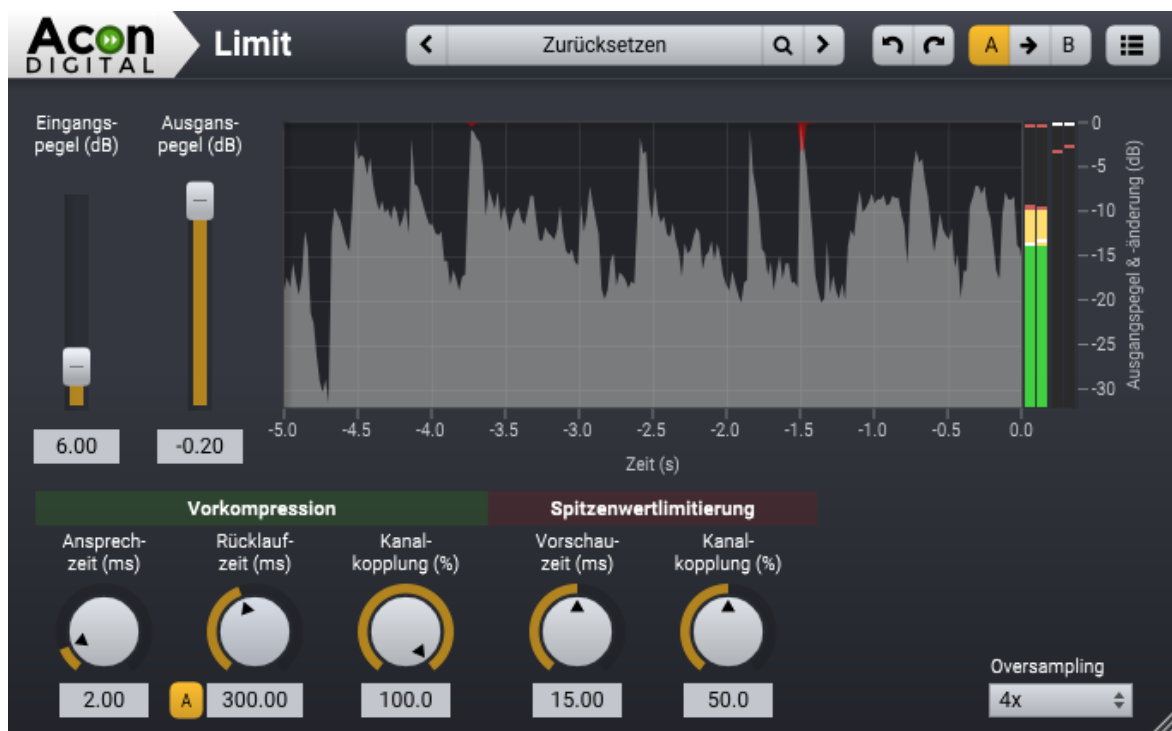 Acon
DIGITAL
Limit
Zurücksetzen
A
B
Eingangs-
pegel (dB)
Ausgans-
pegel (dB)
6.00
-0.20
0
-5
-10
-15
-20
-25
-30
Ausgangspegel & -änderung (dB)
-5.0 -4.5 -4.0 -3.5 -3.0 -2.5 -2.0 -1.5 -1.0 -0.5 0.0
Zeit (s)
Vorkompression
Spitzenwertlimitierung
Ansprech-
zeit (ms)
Rücklauf-
zeit (ms)
Kanal-
kopplung (%)
Vorschau-
zeit (ms)
Kanal-
kopplung (%)
2.00
A
300.00
100.0
15.00
50.0
Oversampling
4x